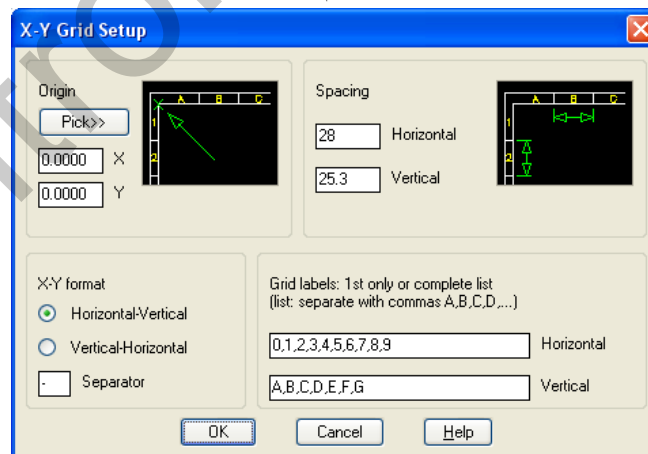 X-Y Grid Setup
Origin
Pick>>
0.0000 X
0.0000 Y
A B C
1
2
Spacing
28 Horizontal
25.3 Vertical
A B C
1
2
X-Y format
Horizontal-Vertical
Vertical-Horizontal
- Separator
Grid labels: 1st only or complete list
(list: separate with commas A,B,C,D,...)
0,1,2,3,4,5,6,7,8,9 Horizontal
A,B,C,D,E,F,G Vertical
OK Cancel Help